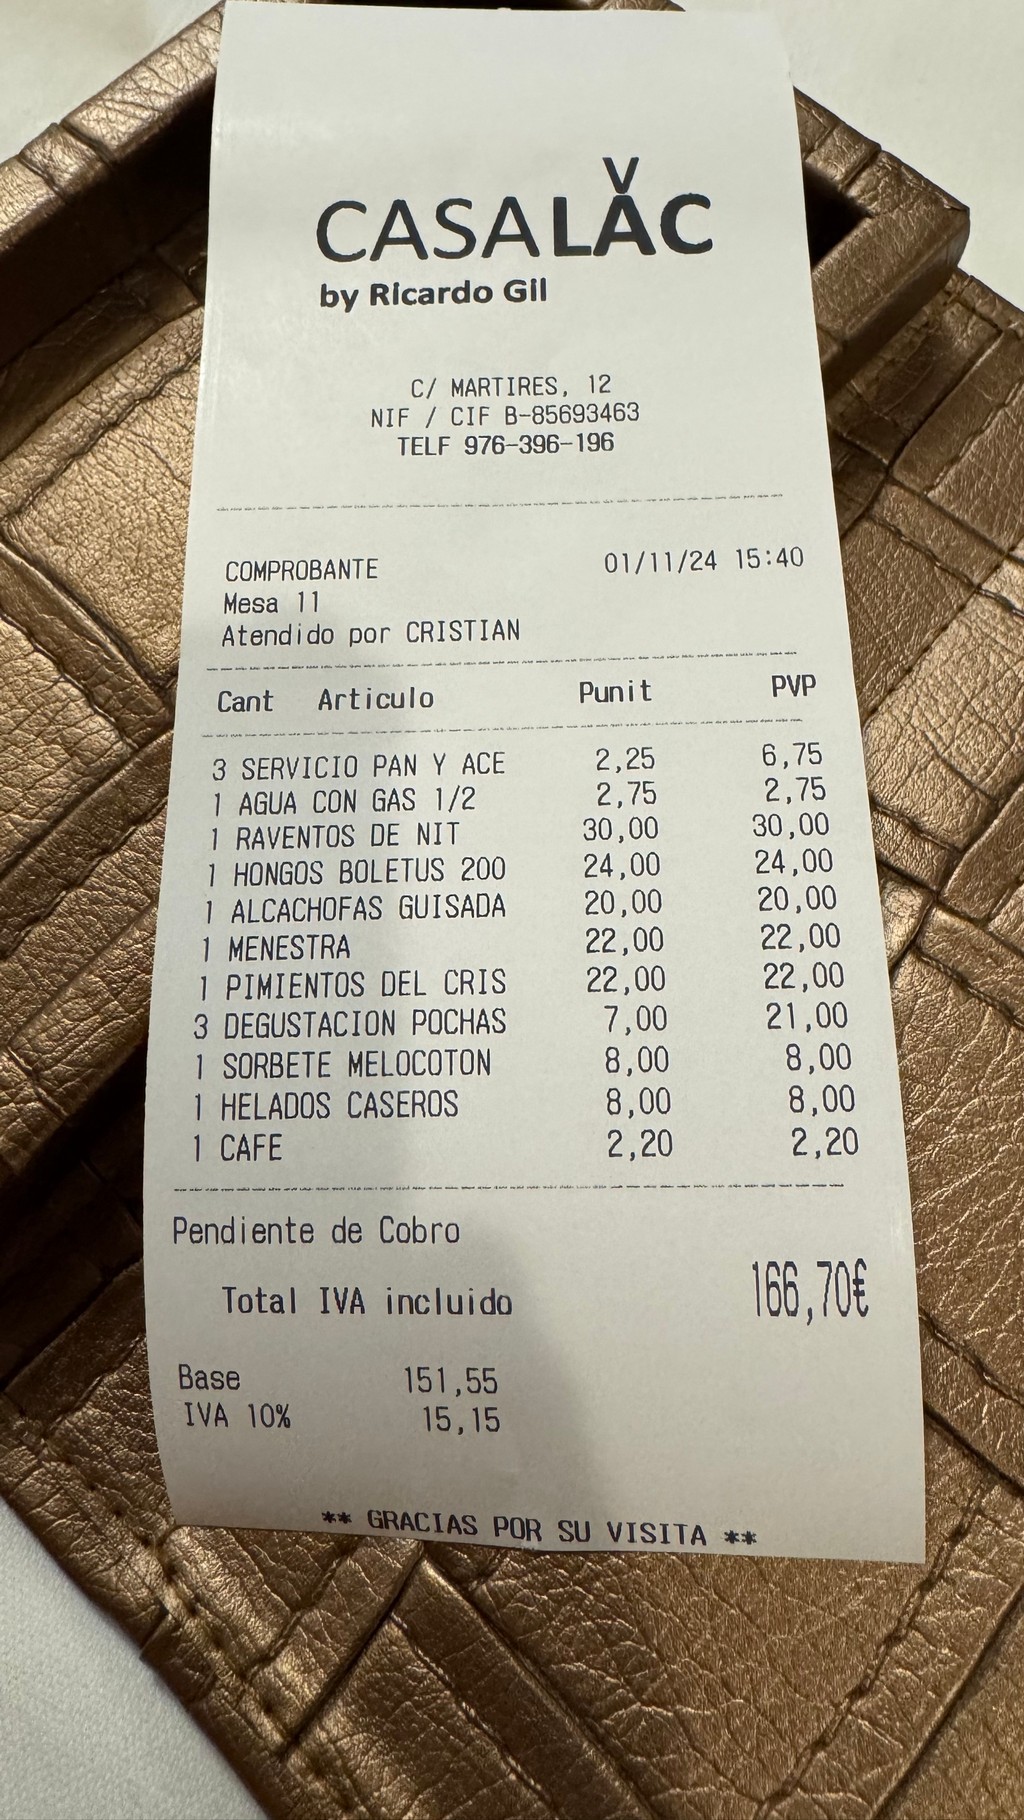 CASALǍC
by Ricardo Gil
C/ MARTIRES, 12
NIF / CIF B-85693463
TELF 976-396-196
COMPROBANTE 01/11/24 15:40
Mesa 11
Atendido por CRISTIAN
Cant Articulo Punit PVP
3 SERVICIO PAN Y ACE 2,25 6,75
1 AGUA CON GAS 1/2 2,75 2,75
1 RAVENTOS DE NIT 30,00 30,00
1 HONGOS BOLETUS 200 24,00 24,00
1 ALCACHOFAS GUISADA 20,00 20,00
1 MENESTRA 22,00 22,00
1 PIMIENTOS DEL CRIS 22,00 22,00
3 DEGUSTACION POCHAS 7,00 21,00
1 SORBETE MELOCOTON 8,00 8,00
1 HELADOS CASEROS 8,00 8,00
1 CAFE 2,20 2,20
Pendiente de Cobro
Total IVA incluido 166,70€
Base 151,55
IVA 10% 15,15
** GRACIAS POR SU VISITA **